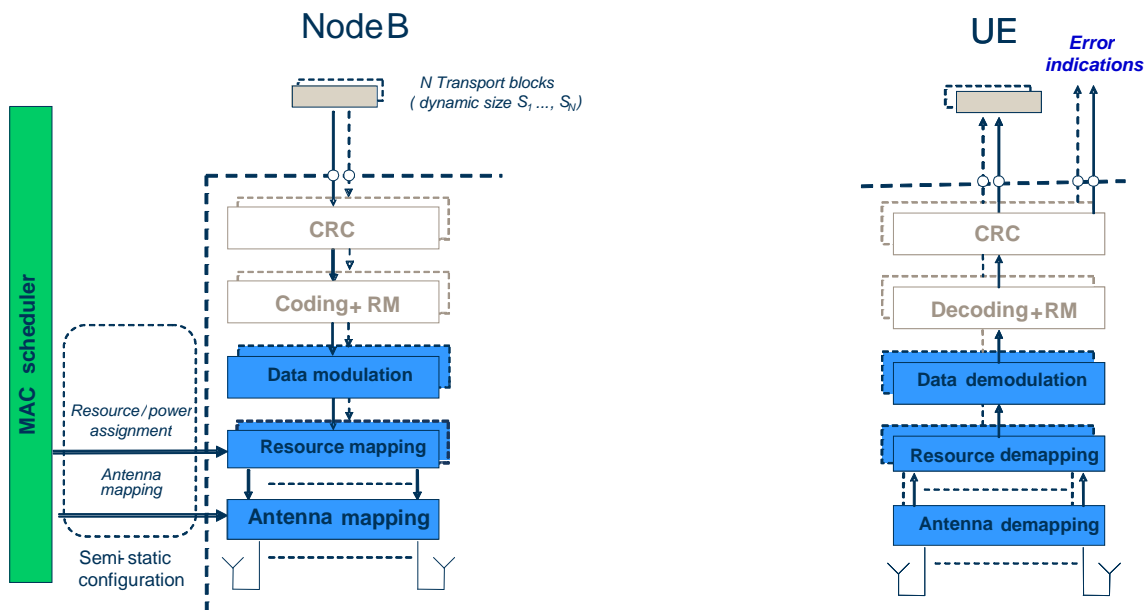 Node B
UE
Error
indications
N Transport blocks
( dynamic size S1 ..., SN)
MAC scheduler
CRC
Coding+ RM
Data modulation
Resource/power
assignment
Resource mapping
Antenna
mapping
Antenna mapping
Semi-static
configuration
CRC
Decoding+RM
Data demodulation
Resource demapping
Antenna demapping